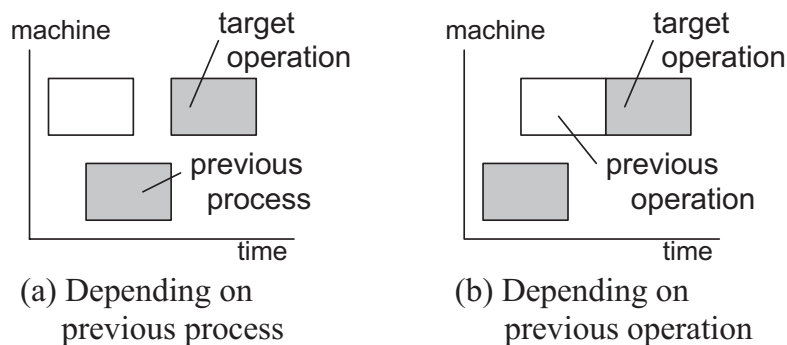 machine
target
operation
previous
process
time
(a) Depending on
previous process
machine
target
operation
previous
operation
time
(b) Depending on
previous operation